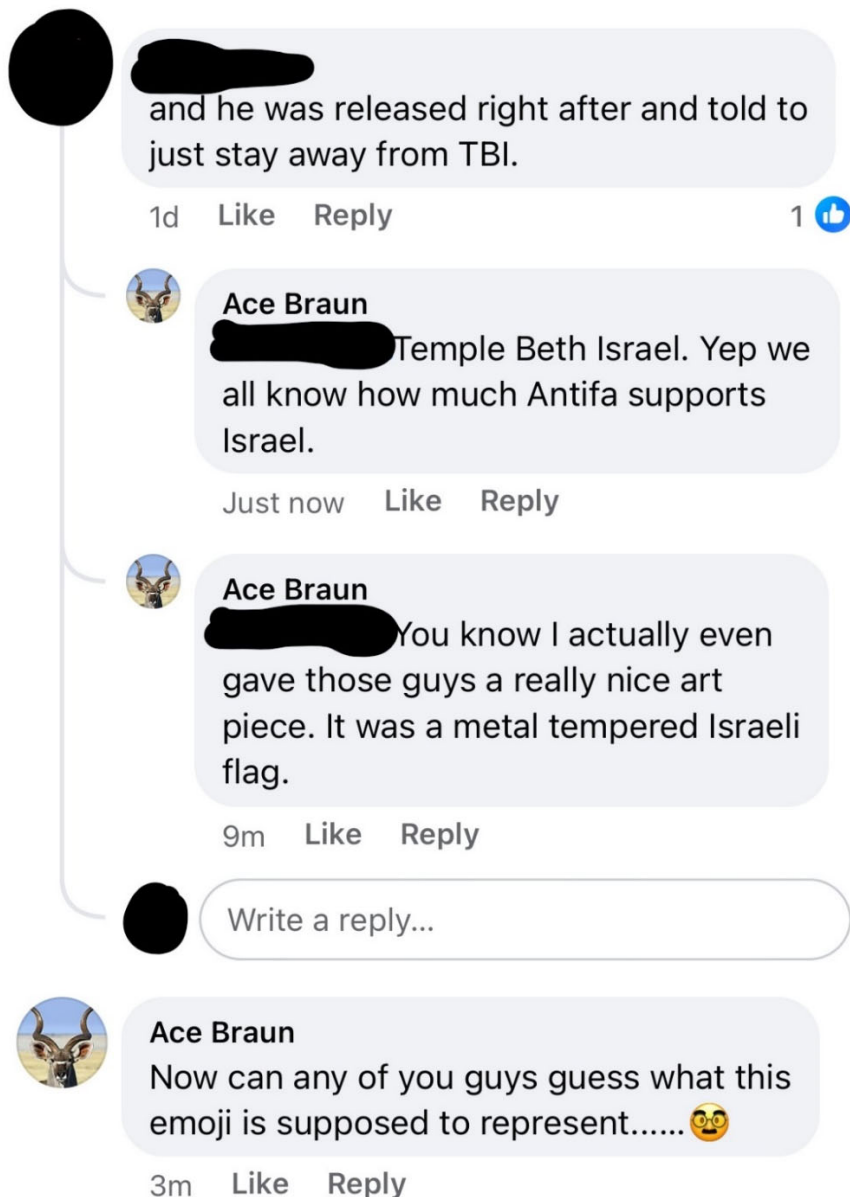 and he was released right after and told to
just stay away from TBI.
1d Like Reply 1
Ace Braun
Temple Beth Israel. Yep we
all know how much Antifa supports
Israel.
Just now Like Reply
Ace Braun
You know I actually even
gave those guys a really nice art
piece. It was a metal tempered Israeli
flag.
9m Like Reply
Write a reply...
Ace Braun
Now can any of you guys guess what this
emoji is supposed to represent......🥸
3m Like Reply